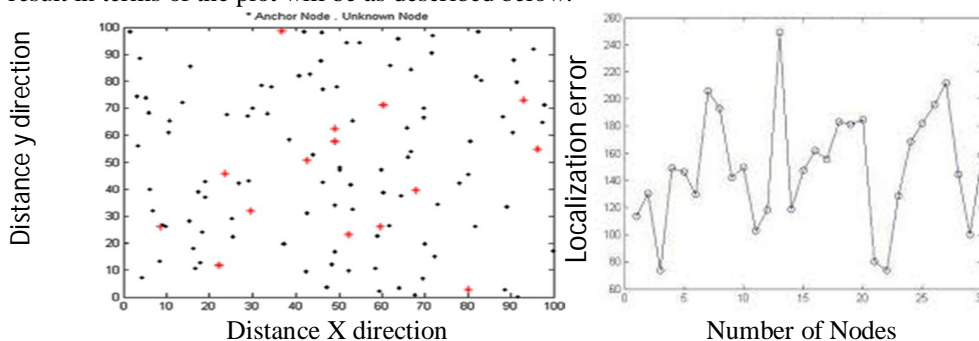 result in terms of the plot will be as described below.
* Anchor Node . Unknown Node
Distance y direction
100
90
80
70
60
50
40
30
20
10
0
0 10 20 30 40 50 60 70 80 90 100
Distance X direction
Localization error
260
240
220
200
180
160
140
120
100
80
60
0 5 10 15 20 25
Number of Nodes